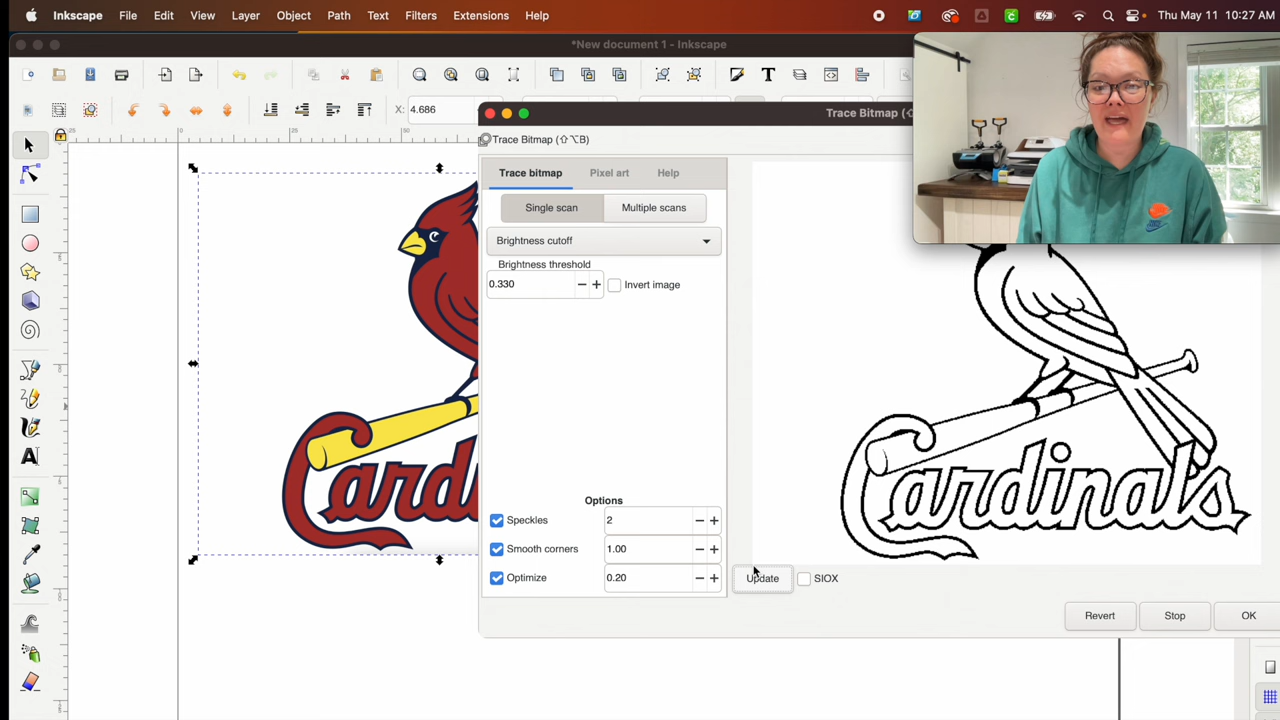 Inkscape File Edit View Layer Object Path Text Filters Extensions Help Thu May 11 10:27 AM
*New document 1 - Inkscape
X: 4.686
Trace Bitmap (⇧⌥B)
Trace Bitmap
Trace bitmap Pixel art Help
Single scan Multiple scans
Brightness cutoff
Brightness threshold
0.330 Invert image
Options
Speckles 2
Smooth corners 1.00
Optimize 0.20
Update SIOX
Revert Stop OK
Cardinals